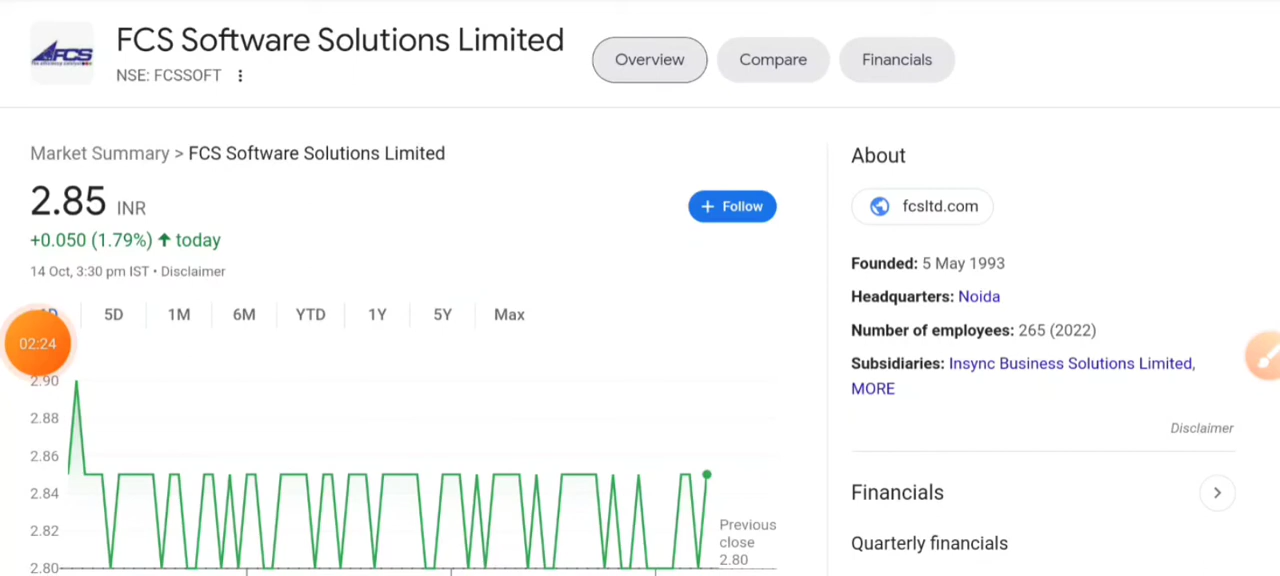 FCS
FCS Software Solutions Limited
NSE: FCSSOFT
Overview
Compare
Financials
Market Summary > FCS Software Solutions Limited
2.85 INR
+ Follow
+0.050 (1.79%) ↑ today
14 Oct, 3:30 pm IST • Disclaimer
5D
1M
6M
YTD
1Y
5Y
Max
02:24
2.90
2.88
2.86
2.84
2.82
2.80
Previous
close
2.80
About
fcsltd.com
Founded: 5 May 1993
Headquarters: Noida
Number of employees: 265 (2022)
Subsidiaries: Insync Business Solutions Limited,
MORE
Disclaimer
Financials
Quarterly financials